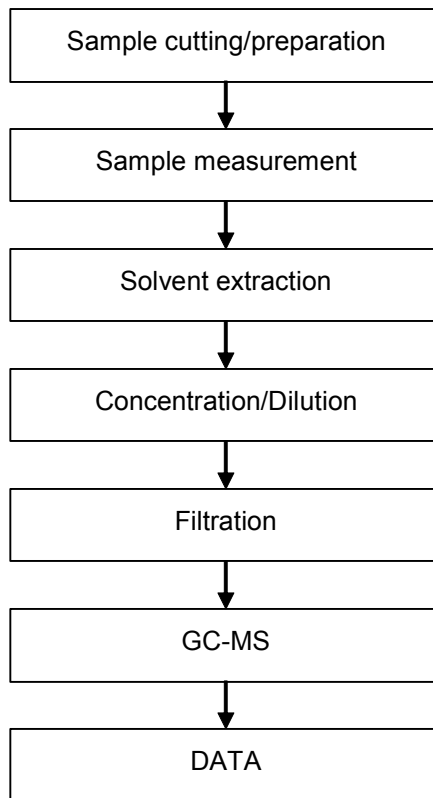 Sample cutting/preparation
Sample measurement
Solvent extraction
Concentration/Dilution
Filtration
GC-MS
DATA